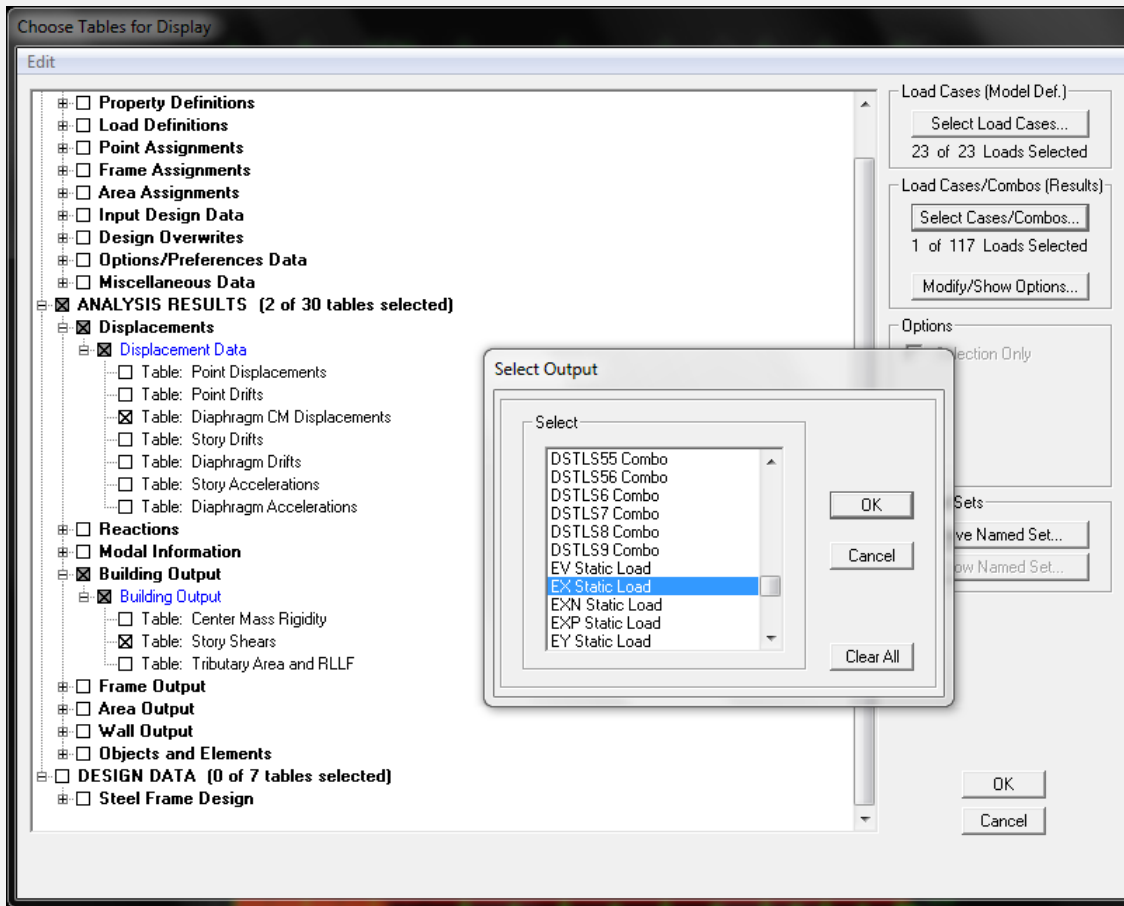 Choose Tables for Display
Edit
Property Definitions
Load Definitions
Point Assignments
Frame Assignments
Area Assignments
Input Design Data
Design Overwrites
Options/Preferences Data
Miscellaneous Data
ANALYSIS RESULTS (2 of 30 tables selected)
Displacements
Displacement Data
Table: Point Displacements
Table: Point Drifts
Table: Diaphragm CM Displacements
Table: Story Drifts
Table: Diaphragm Drifts
Table: Story Accelerations
Table: Diaphragm Accelerations
Reactions
Modal Information
Building Output
Building Output
Table: Center Mass Rigidity
Table: Story Shears
Table: Tributary Area and RLLF
Frame Output
Area Output
Wall Output
Objects and Elements
DESIGN DATA (0 of 7 tables selected)
Steel Frame Design
Load Cases (Model Def.)
Select Load Cases...
23 of 23 Loads Selected
Load Cases/Combos (Results)
Select Cases/Combos...
1 of 117 Loads Selected
Modify/Show Options...
Options
Selection Only
Sets
ve Named Set...
ow Named Set...
OK
Cancel
Select Output
Select
DSTLS55 Combo
DSTLS56 Combo
DSTLS6 Combo
DSTLS7 Combo
DSTLS8 Combo
DSTLS9 Combo
EV Static Load
EX Static Load
EXN Static Load
EXP Static Load
EY Static Load
OK
Cancel
Clear All